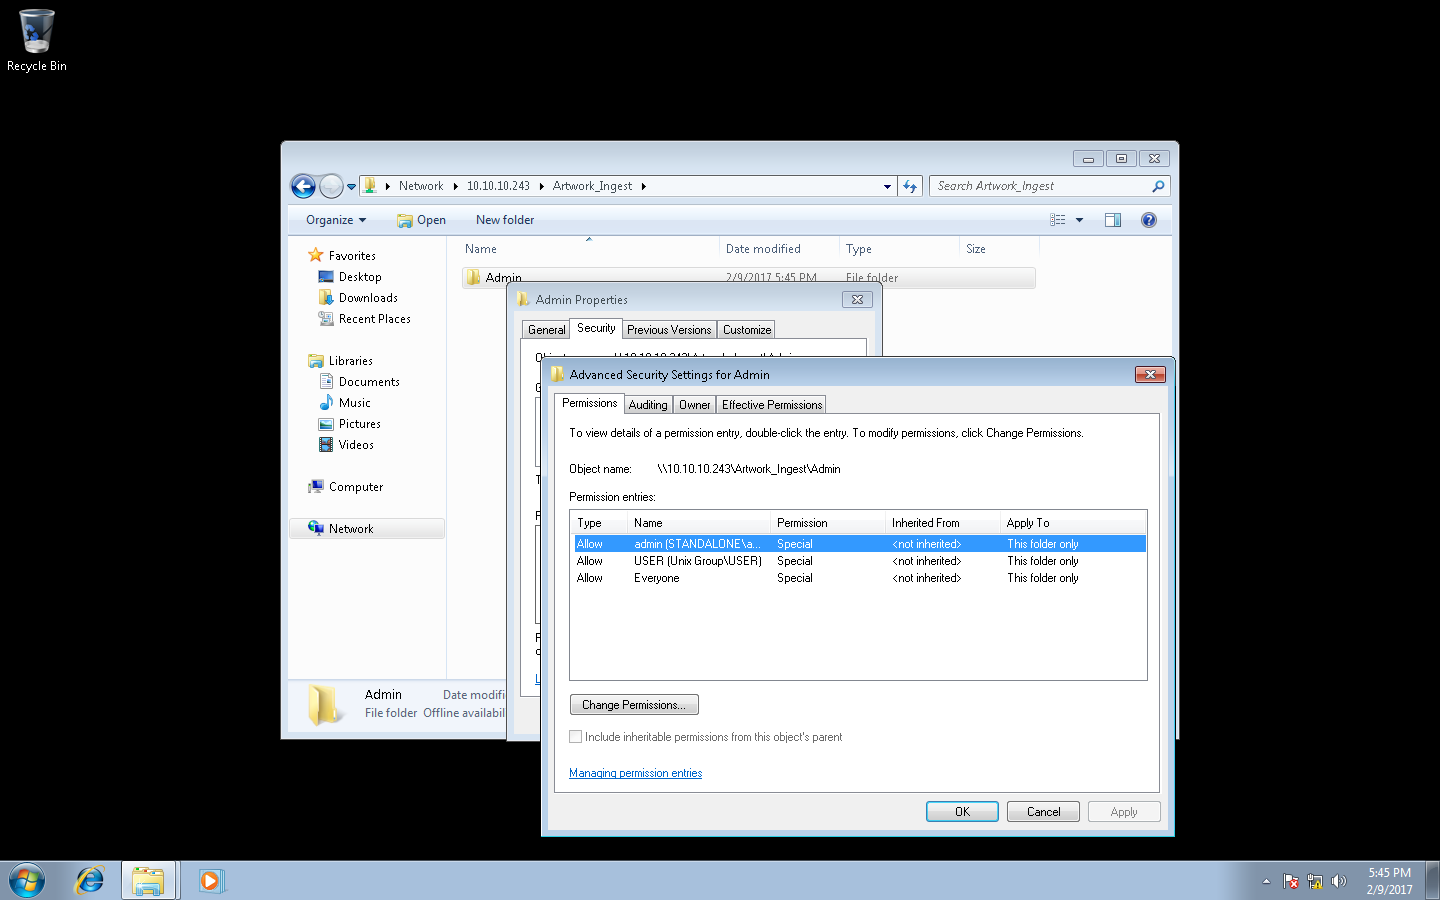 Recycle Bin
Network 10.10.10.243 Artwork_Ingest
Search Artwork_Ingest
Organize Open New folder
Name Date modified Type Size
Favorites
Desktop
Downloads
Recent Places
Libraries
Documents
Music
Pictures
Videos
Computer
Network
Admin 2/9/2017 5:45 PM File folder
Admin Properties
General Security Previous Versions Customize
Advanced Security Settings for Admin
Permissions Auditing Owner Effective Permissions
To view details of a permission entry, double-click the entry. To modify permissions, click Change Permissions.
Object name: \\10.10.10.243\Artwork_Ingest\Admin
Permission entries:
Type Name Permission Inherited From Apply To
Allow admin (STANDALONE\a... Special <not inherited> This folder only
Allow USER (Unix Group\USER) Special <not inherited> This folder only
Allow Everyone Special <not inherited> This folder only
Change Permissions...
Include inheritable permissions from this object's parent
Managing permission entries
OK Cancel Apply
Admin Date modifi
File folder Offline availabil
5:45 PM
2/9/2017